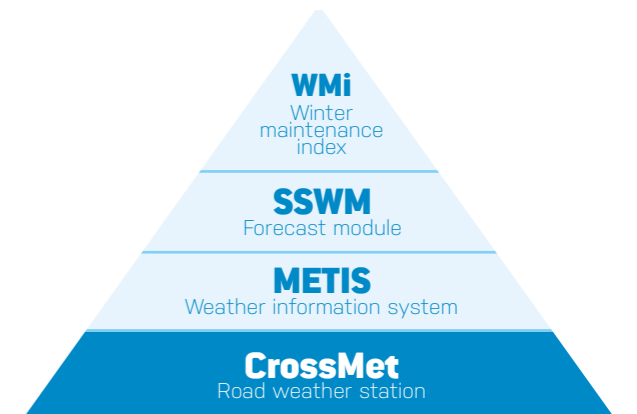 WMi
Winter
maintenance
index
SSWM
Forecast module
METIS
Weather information system
CrossMet
Road weather station